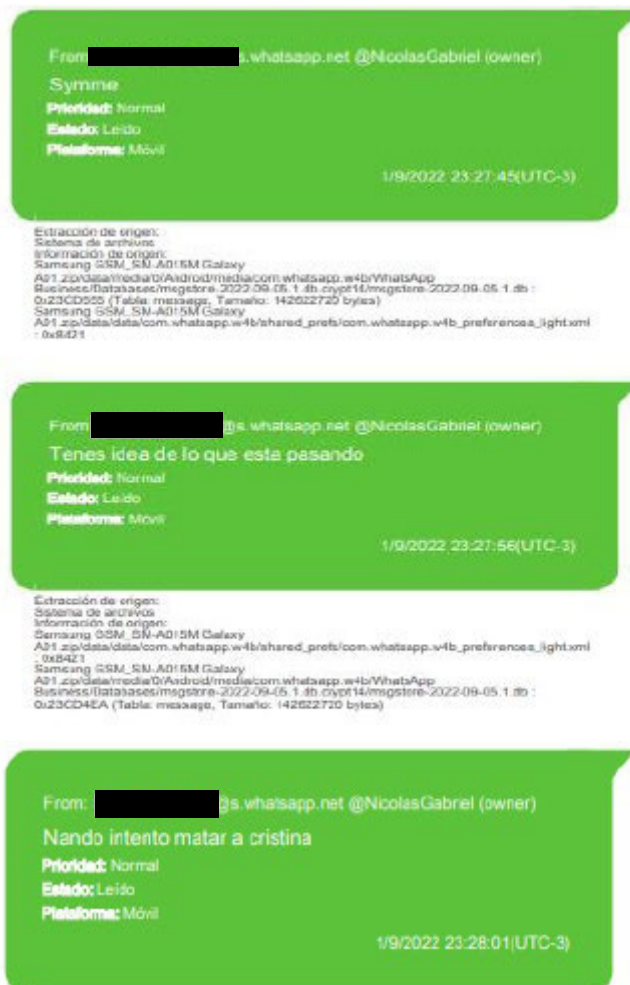 From: s.whatsapp.net @NicolasGabriel (owner)
Symme
Prioridad: Normal
Estado: Leído
Plataforma: Móvil
1/9/2022 23:27:45(UTC-3)
Extracción de origen:
Sistema de archivos
Información de origen:
Samsung GSM_SN-A015M Galaxy
A01.zip/data/media/0/Android/media/com.whatsapp.w4b/WhatsApp
Business/Databases/msgstore-2022-09-05.1.db.crypt14/msgstore-2022-09-05.1.db :
0x23CD555 (Tabla: message, Tamaño: 142622720 bytes)
Samsung GSM_SN-A015M Galaxy
A01.zip/data/data/com.whatsapp.w4b/shared_prefs/com.whatsapp.w4b_preferences_light.xml
: 0x8421
From: @s.whatsapp.net @NicolasGabriel (owner)
Tenes idea de lo que esta pasando
Prioridad: Normal
Estado: Leído
Plataforma: Móvil
1/9/2022 23:27:56(UTC-3)
Extracción de origen:
Sistema de archivos
Información de origen:
Samsung GSM_SN-A015M Galaxy
A01.zip/data/data/com.whatsapp.w4b/shared_prefs/com.whatsapp.w4b_preferences_light.xml
: 0x8421
Samsung GSM_SN-A015M Galaxy
A01.zip/data/media/0/Android/media/com.whatsapp.w4b/WhatsApp
Business/Databases/msgstore-2022-09-05.1.db.crypt14/msgstore-2022-09-05.1.db :
0x23CD4EA (Tabla: message, Tamaño: 142622720 bytes)
From: @s.whatsapp.net @NicolasGabriel (owner)
Nando intento matar a cristina
Prioridad: Normal
Estado: Leído
Plataforma: Móvil
1/9/2022 23:28:01(UTC-3)